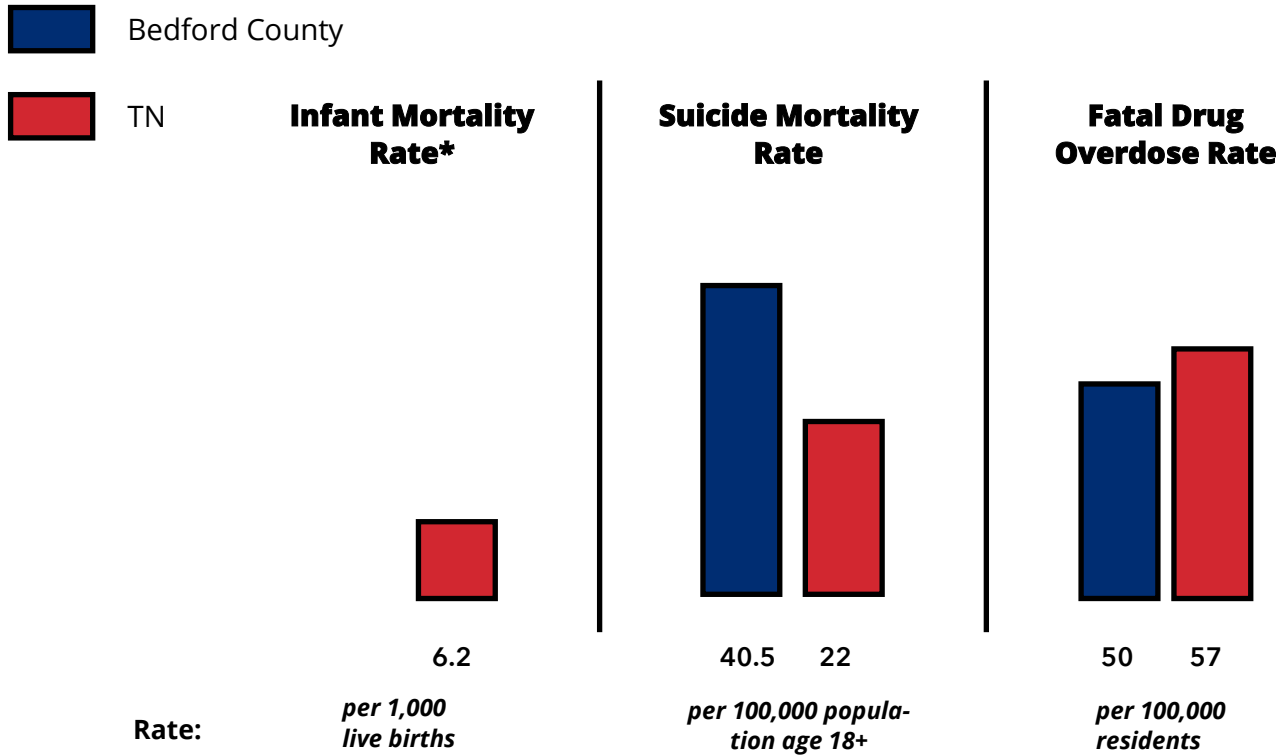 Bedford County
TN
Infant Mortality
Rate*
Suicide Mortality
Rate
Fatal Drug
Overdose Rate
6.2
40.5 22
50 57
Rate:
per 1,000
live births
per 100,000 popula-
tion age 18+
per 100,000
residents